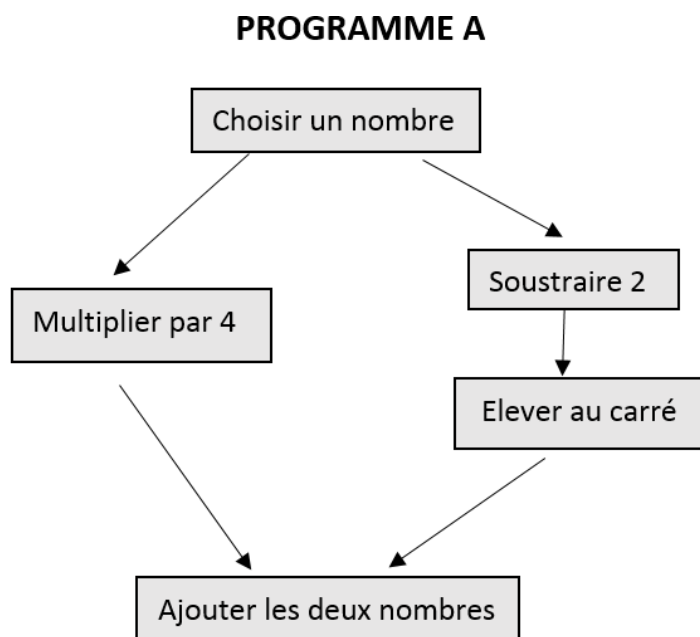 PROGRAMME A
Choisir un nombre
Multiplier par 4
Soustraire 2
Elever au carré
Ajouter les deux nombres